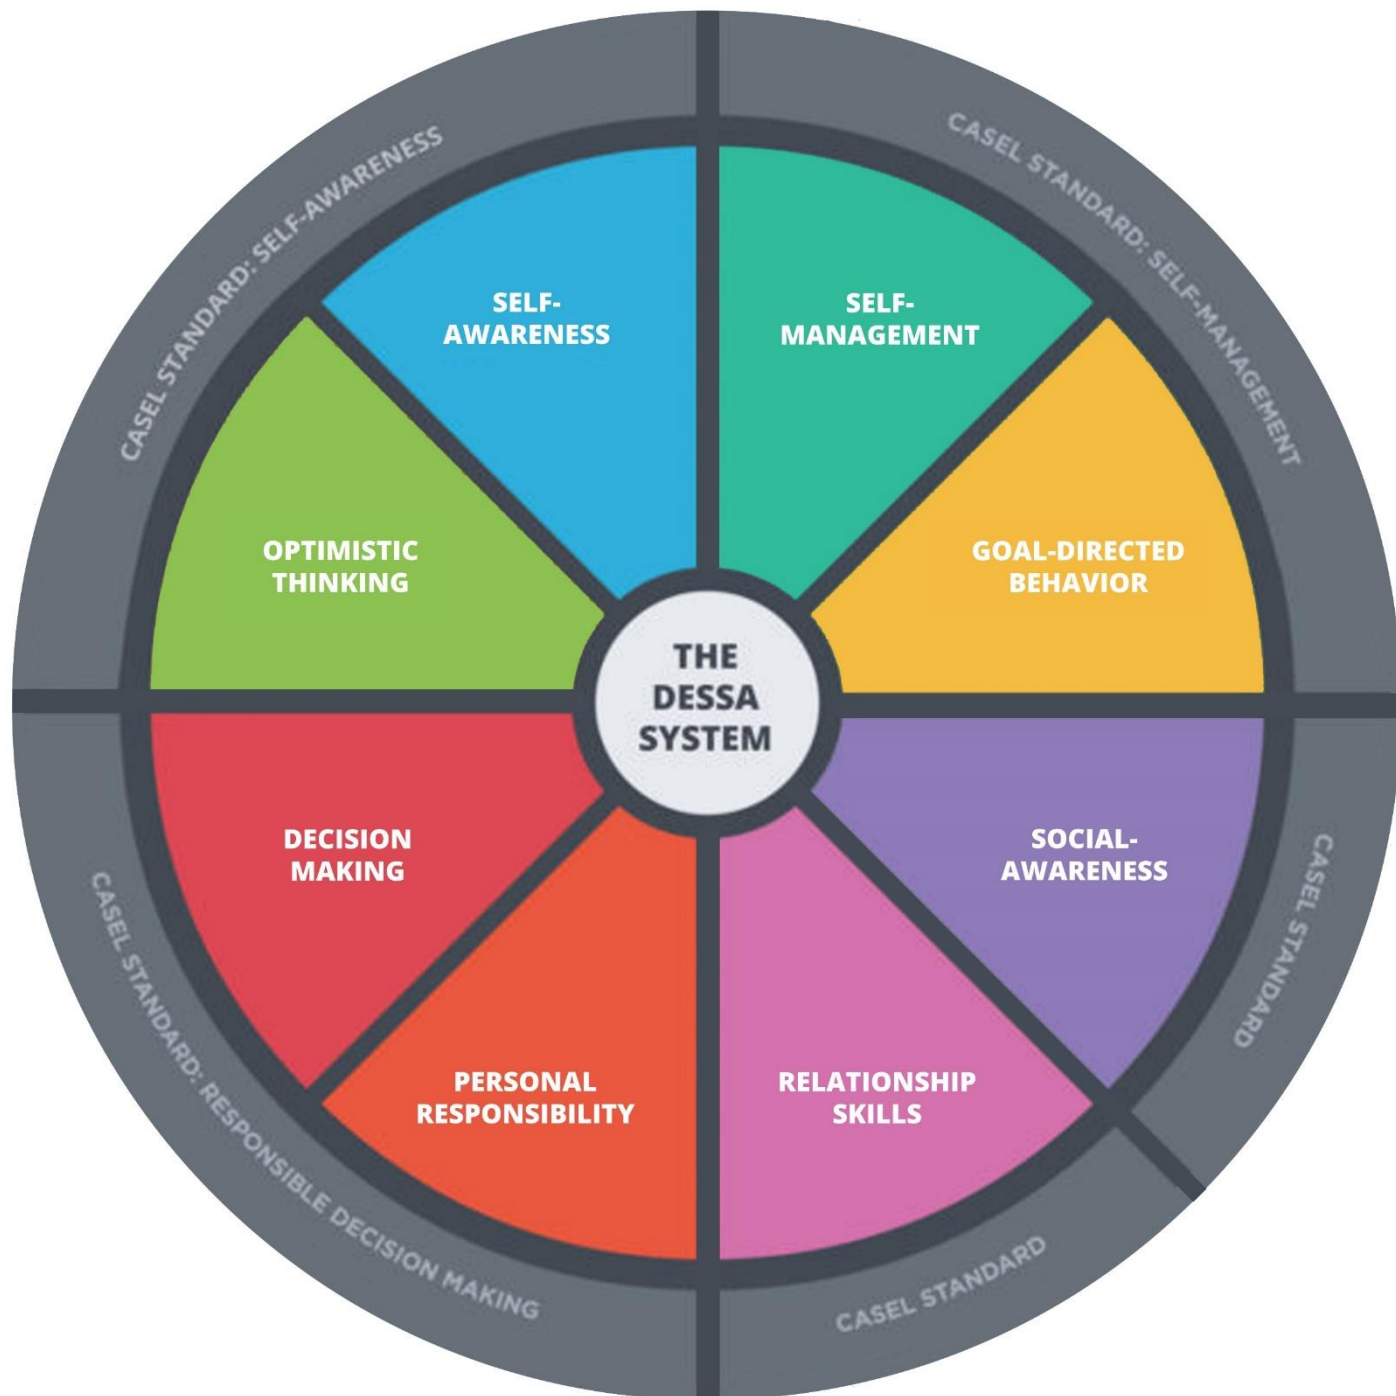 CASEL STANDARD: SELF-AWARENESS
CASEL STANDARD: SELF-MANAGEMENT
SELF-
AWARENESS
SELF-
MANAGEMENT
OPTIMISTIC
THINKING
GOAL-DIRECTED
BEHAVIOR
THE
DESSA
SYSTEM
DECISION
MAKING
SOCIAL-
AWARENESS
PERSONAL
RESPONSIBILITY
RELATIONSHIP
SKILLS
CASEL STANDARD: RESPONSIBLE DECISION MAKING
CASEL STANDARD
CASEL STANDARD